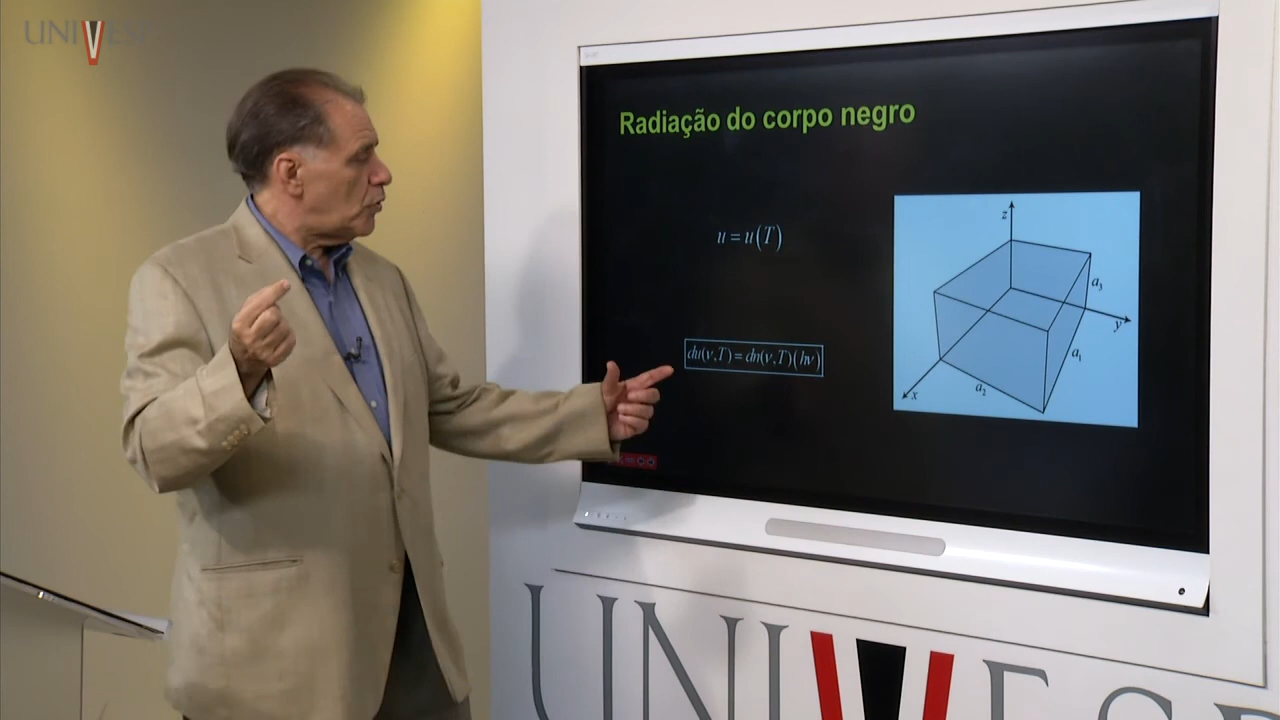 UNIVESP
Radiação do corpo negro
u = u(T)
du(ν,T) = dn(ν,T)(hν)
z
a₃
y
a₁
a₂
x
UNIVESP